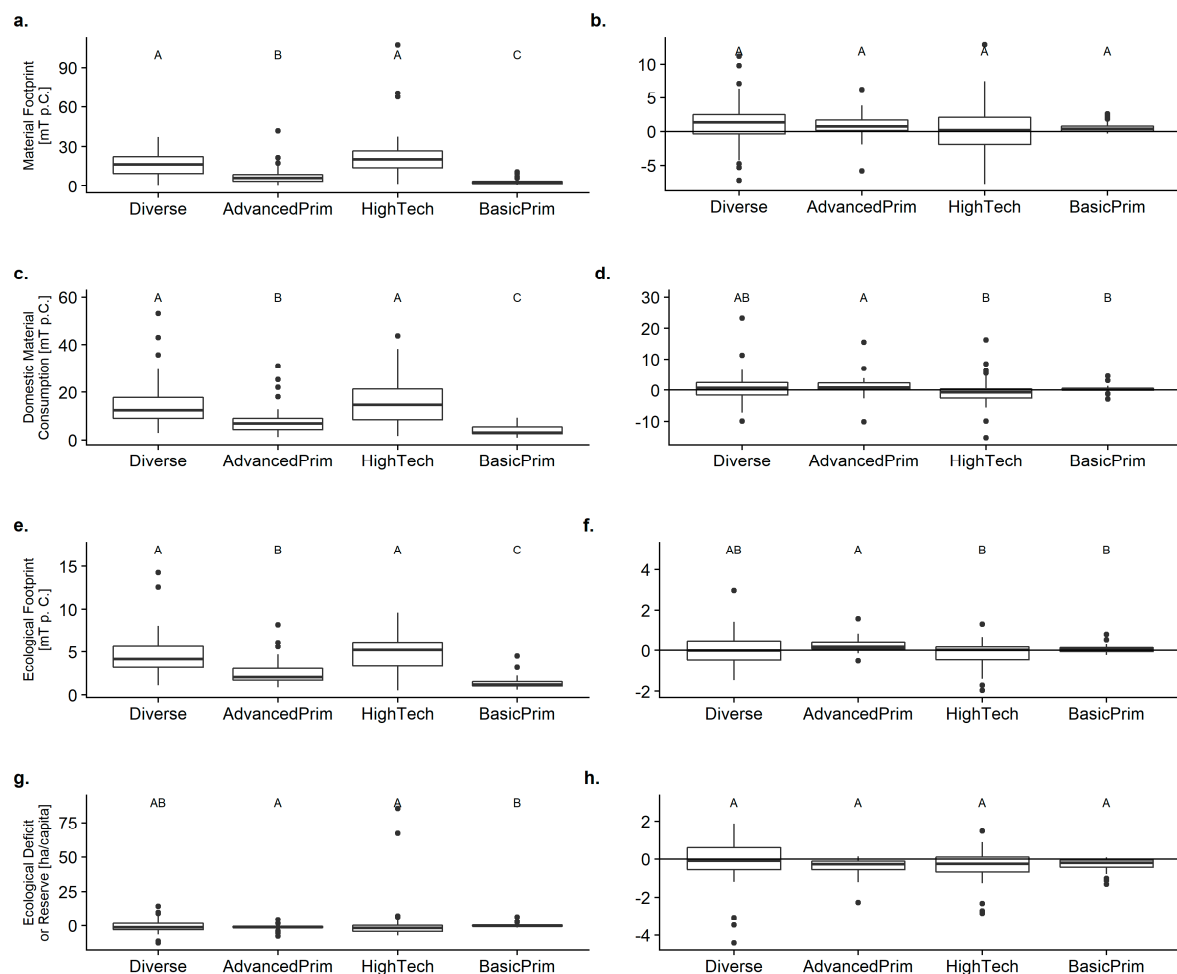 a.
Material Footprint
[mT p.C.]
90
60
30
0
A B A C
Diverse AdvancedPrim HighTech BasicPrim
b.
10
5
0
-5
A A A A
Diverse AdvancedPrim HighTech BasicPrim
c.
Domestic Material
Consumption [mT p.C.]
60
40
20
0
A B A C
Diverse AdvancedPrim HighTech BasicPrim
d.
30
20
10
0
-10
AB A B B
Diverse AdvancedPrim HighTech BasicPrim
e.
Ecological Footprint
[mT p. C.]
15
10
5
0
A B A C
Diverse AdvancedPrim HighTech BasicPrim
f.
4
2
0
-2
AB A B B
Diverse AdvancedPrim HighTech BasicPrim
g.
Ecological Deficit
or Reserve [ha/capita]
75
50
25
0
AB A A B
Diverse AdvancedPrim HighTech BasicPrim
h.
2
0
-2
-4
A A A A
Diverse AdvancedPrim HighTech BasicPrim